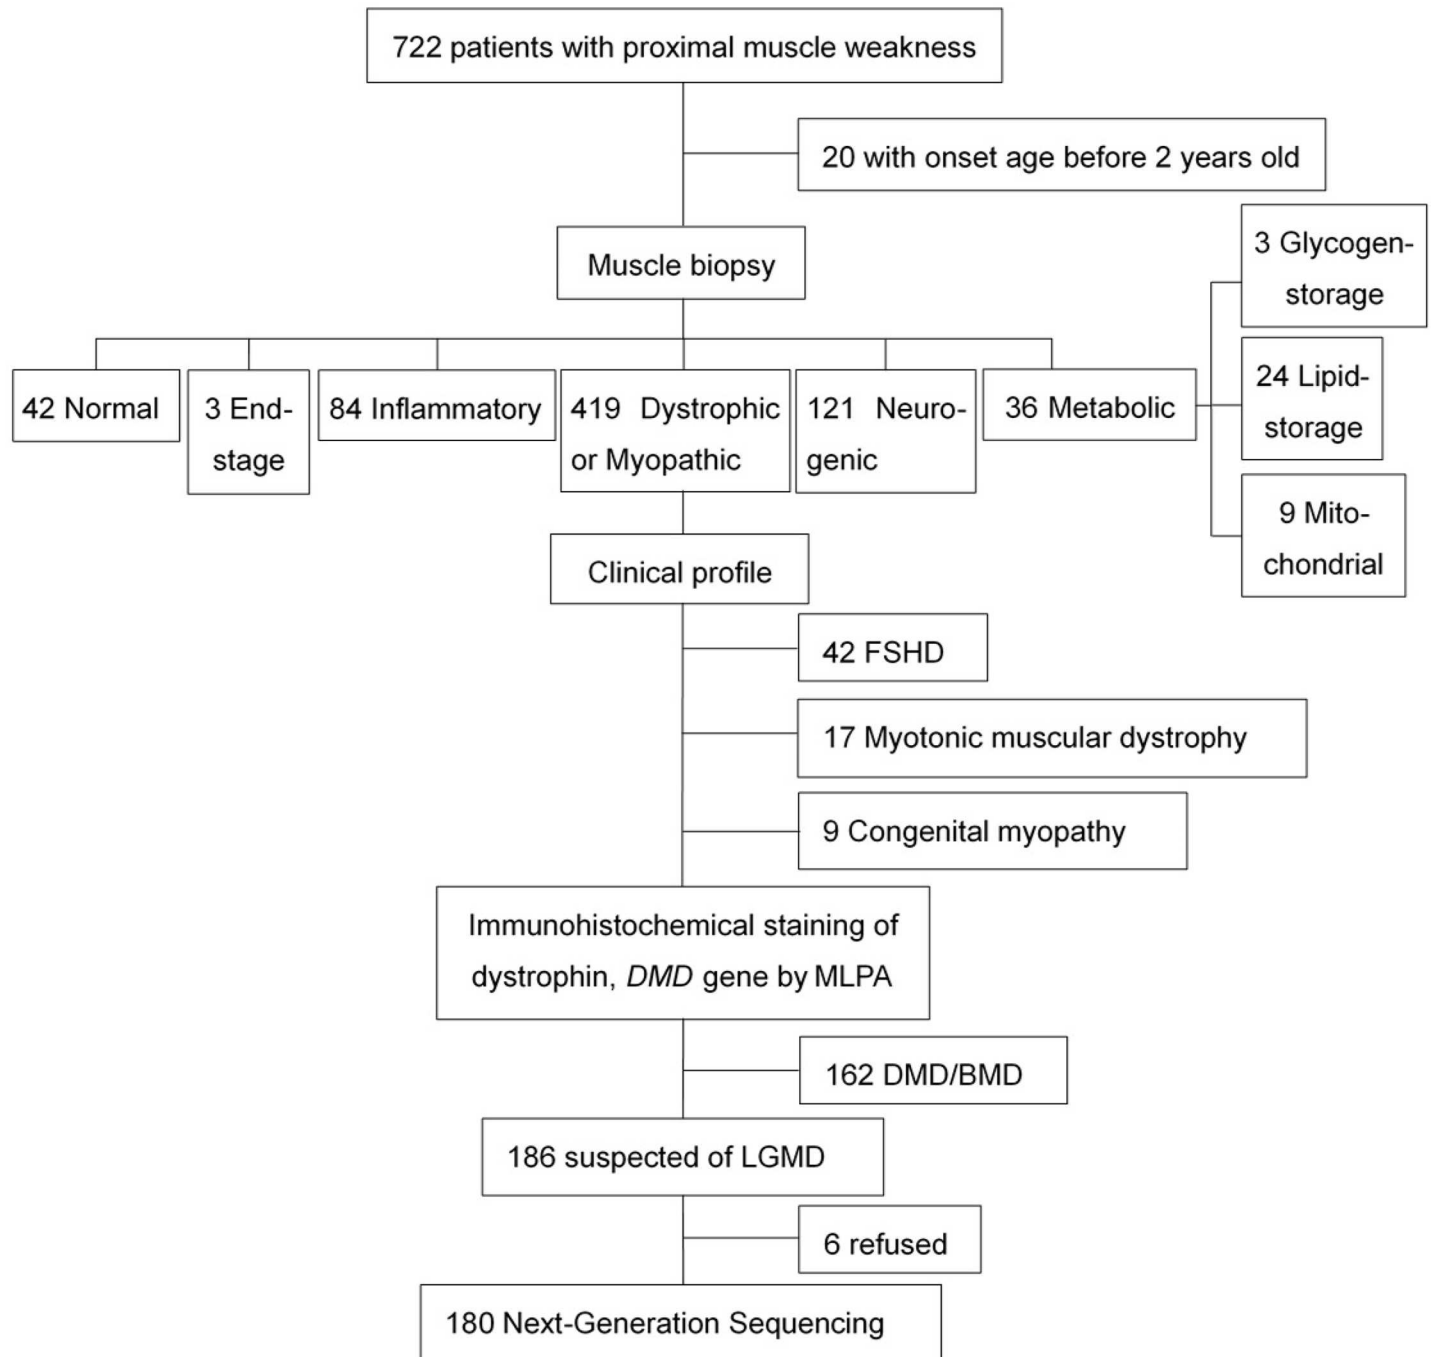 722 patients with proximal muscle weakness
20 with onset age before 2 years old
Muscle biopsy
42 Normal
3 End-
stage
84 Inflammatory
419 Dystrophic
or Myopathic
121 Neuro-
genic
36 Metabolic
3 Glycogen-
storage
24 Lipid-
storage
9 Mito-
chondrial
Clinical profile
42 FSHD
17 Myotonic muscular dystrophy
9 Congenital myopathy
Immunohistochemical staining of
dystrophin, DMD gene by MLPA
162 DMD/BMD
186 suspected of LGMD
6 refused
180 Next-Generation Sequencing